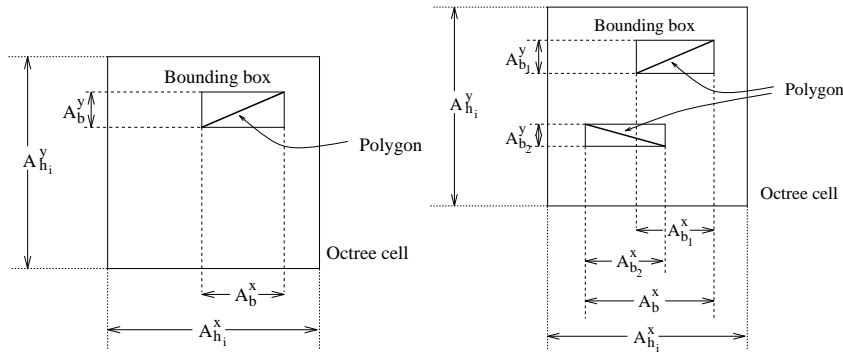 Bounding box
A_b^y
Polygon
A_{h_i}^y
Octree cell
A_b^x
A_{h_i}^x
Bounding box
A_{b_1}^y
Polygon
A_{h_i}^y
A_{b_2}^y
Octree cell
A_{b_1}^x
A_{b_2}^x
A_b^x
A_{h_i}^x